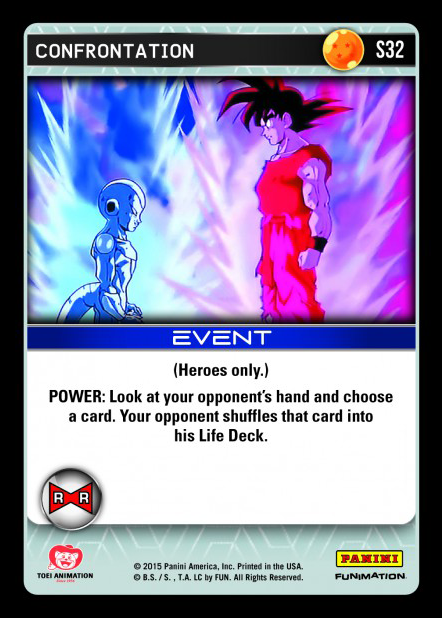 CONFRONTATION S32
EVENT
(Heroes only.)
POWER: Look at your opponent's hand and choose
a card. Your opponent shuffles that card into
his Life Deck.
R R
TOEI ANIMATION
Since 1956
© 2015 Panini America, Inc. Printed in the USA.
© B.S./ S. , T.A. LC by FUN. All Rights Reserved.
PANINI
FUNIMATION